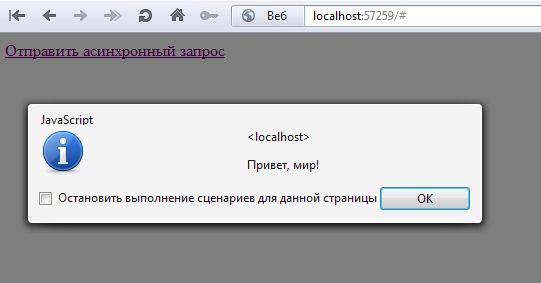 Веб localhost:57259/#
Отправить асинхронный запрос
JavaScript
<localhost>
Привет, мир!
Остановить выполнение сценариев для данной страницы OK